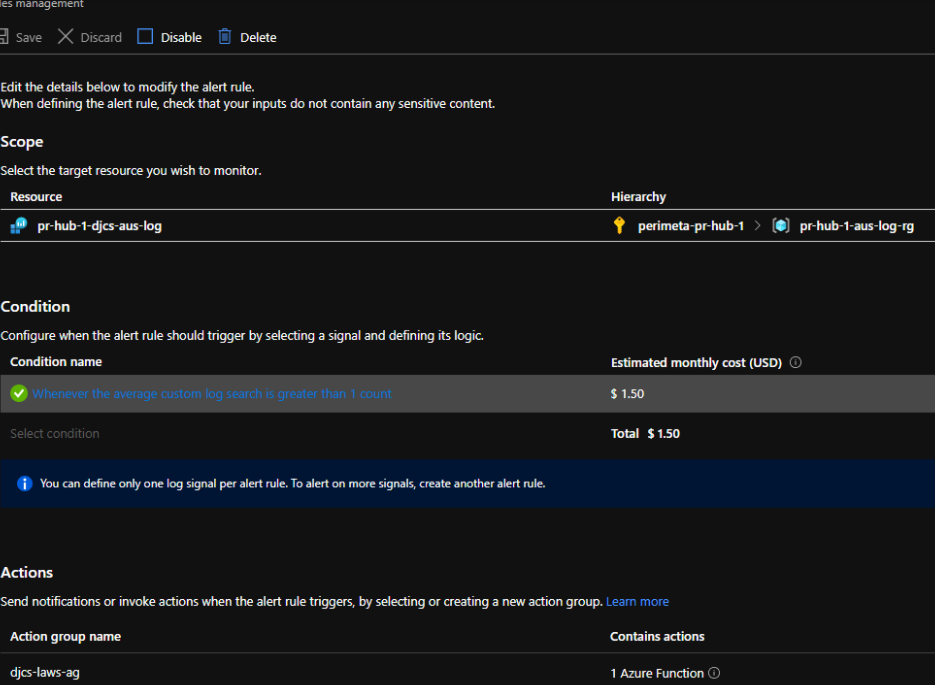 les management
Save Discard Disable Delete
Edit the details below to modify the alert rule.
When defining the alert rule, check that your inputs do not contain any sensitive content.
Scope
Select the target resource you wish to monitor.
Resource Hierarchy
pr-hub-1-djcs-aus-log perimeta-pr-hub-1 > pr-hub-1-aus-log-rg
Condition
Configure when the alert rule should trigger by selecting a signal and defining its logic.
Condition name Estimated monthly cost (USD)
Whenever the average custom log search is greater than 1 count $ 1.50
Select condition Total $ 1.50
You can define only one log signal per alert rule. To alert on more signals, create another alert rule.
Actions
Send notifications or invoke actions when the alert rule triggers, by selecting or creating a new action group. Learn more
Action group name Contains actions
djcs-laws-ag 1 Azure Function